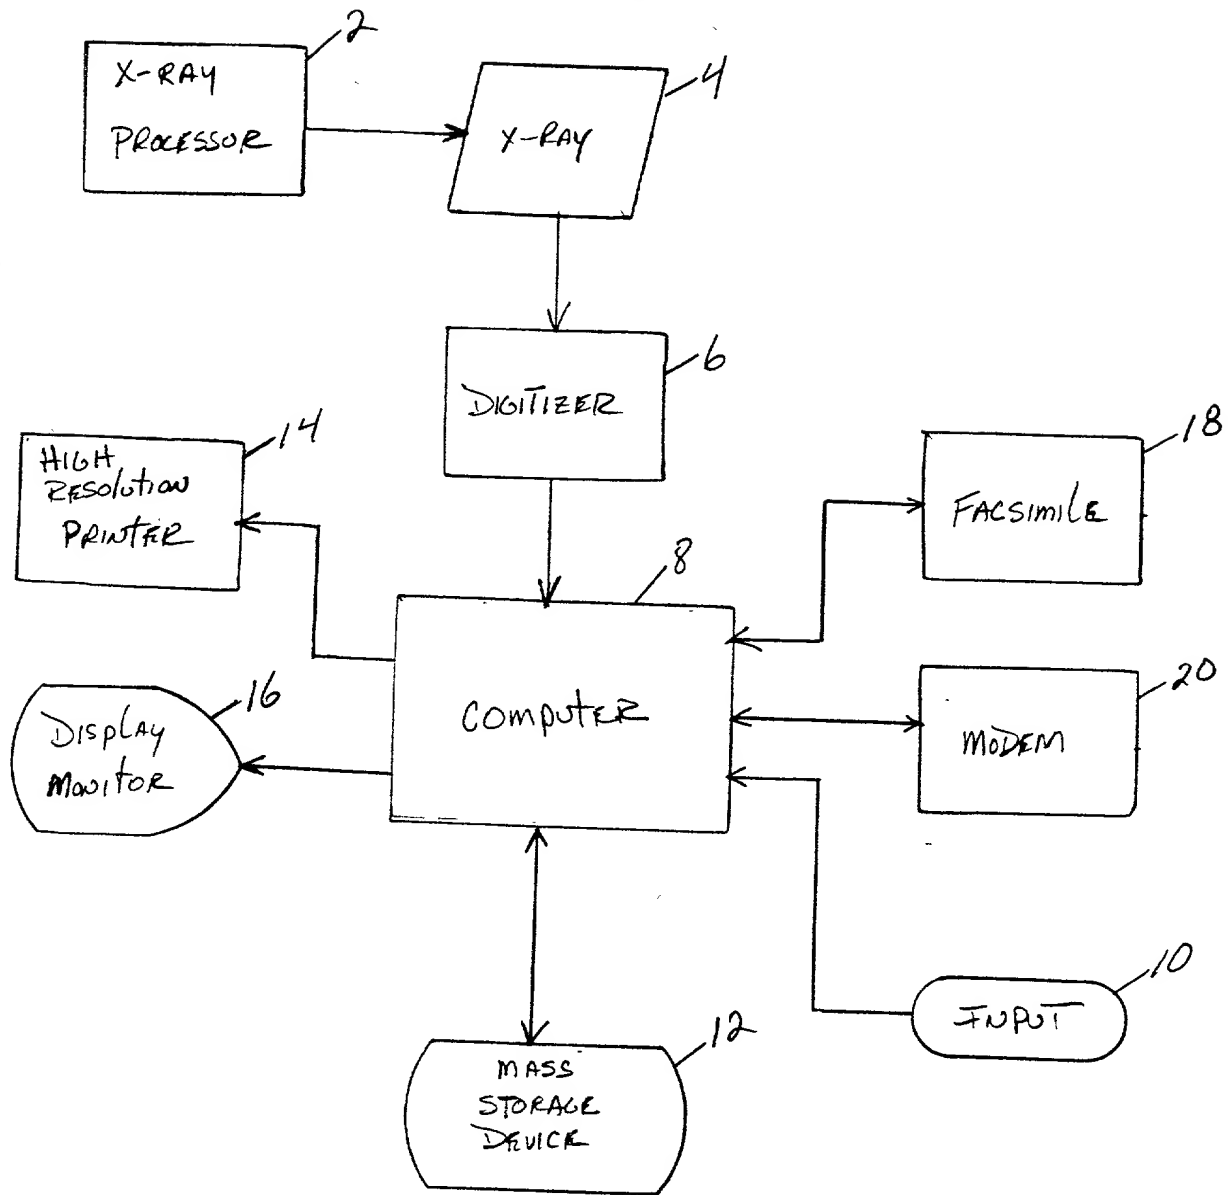 2
X-RAY
PROCESSOR
4
X-RAY
6
DIGITIZER
14
HIGH
RESOLUTION
PRINTER
18
FACSIMILE
8
COMPUTER
16
DISPLAY
MONITOR
20
MODEM
10
INPUT
12
MASS
STORAGE
DEVICE